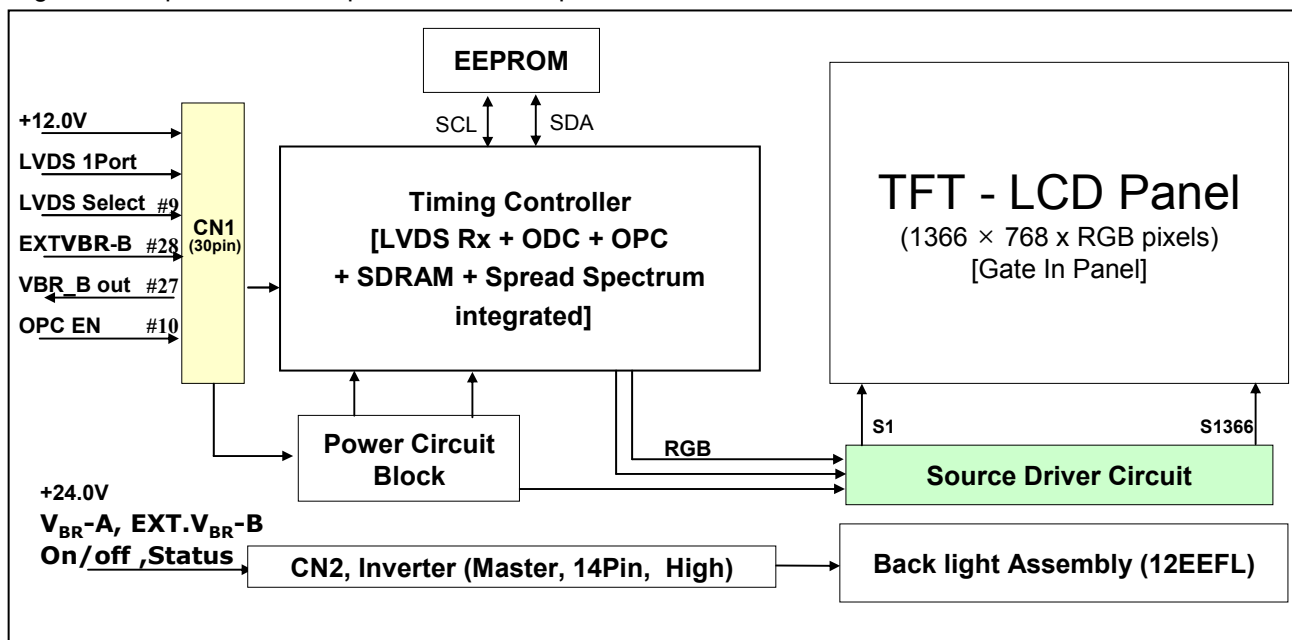 EEPROM
SCL
SDA
+12.0V
LVDS 1Port
LVDS Select #9
EXTVBR-B #28
VBR_B out #27
OPC EN #10
CN1
(30pin)
Timing Controller
[LVDS Rx + ODC + OPC
+ SDRAM + Spread Spectrum
integrated]
TFT - LCD Panel
(1366 × 768 x RGB pixels)
[Gate In Panel]
S1
S1366
Power Circuit
Block
RGB
Source Driver Circuit
+24.0V
VBR-A, EXT.VBR-B
On/off ,Status
CN2, Inverter (Master, 14Pin, High)
Back light Assembly (12EEFL)